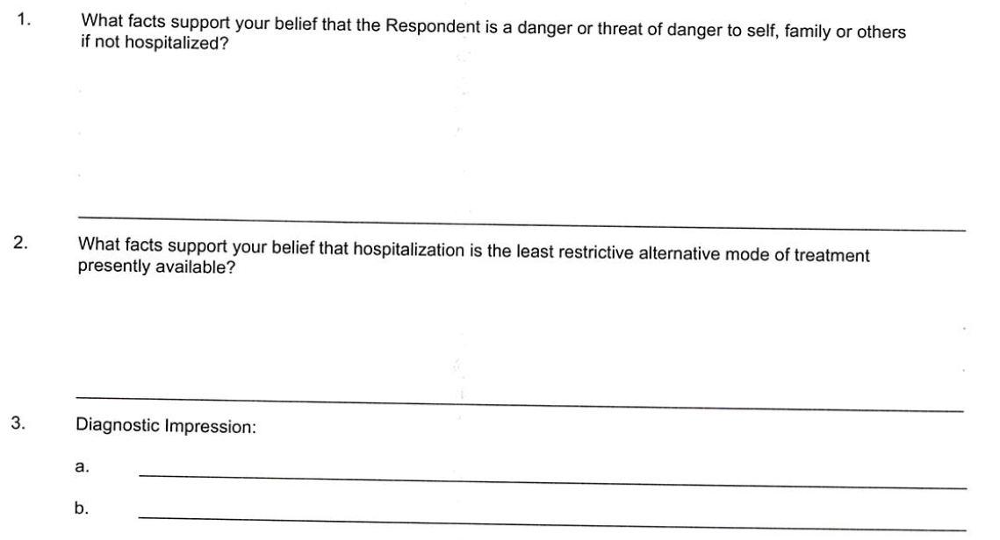 1. What facts support your belief that the Respondent is a danger or threat of danger to self, family or others
if not hospitalized?
2. What facts support your belief that hospitalization is the least restrictive alternative mode of treatment
presently available?
3. Diagnostic Impression:
a.
b.